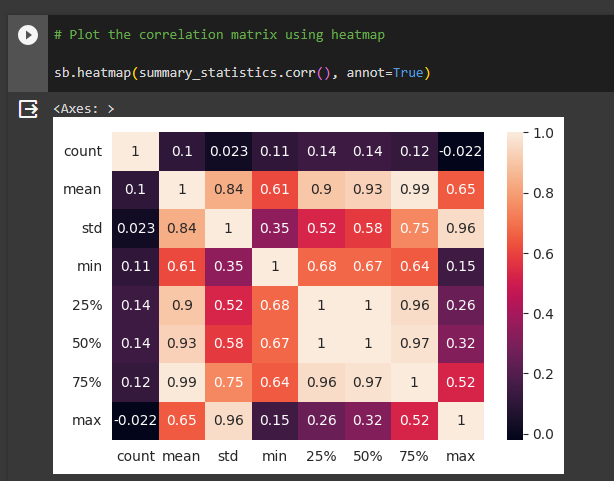 # Plot the correlation matrix using heatmap
sb.heatmap(summary_statistics.corr(), annot=True)
<Axes: >
count 1 0.1 0.023 0.11 0.14 0.14 0.12 -0.022
mean 0.1 1 0.84 0.61 0.9 0.93 0.99 0.65
std 0.023 0.84 1 0.35 0.52 0.58 0.75 0.96
min 0.11 0.61 0.35 1 0.68 0.67 0.64 0.15
25% 0.14 0.9 0.52 0.68 1 1 0.96 0.26
50% 0.14 0.93 0.58 0.67 1 1 0.97 0.32
75% 0.12 0.99 0.75 0.64 0.96 0.97 1 0.52
max -0.022 0.65 0.96 0.15 0.26 0.32 0.52 1
count mean std min 25% 50% 75% max
1.0
0.8
0.6
0.4
0.2
0.0